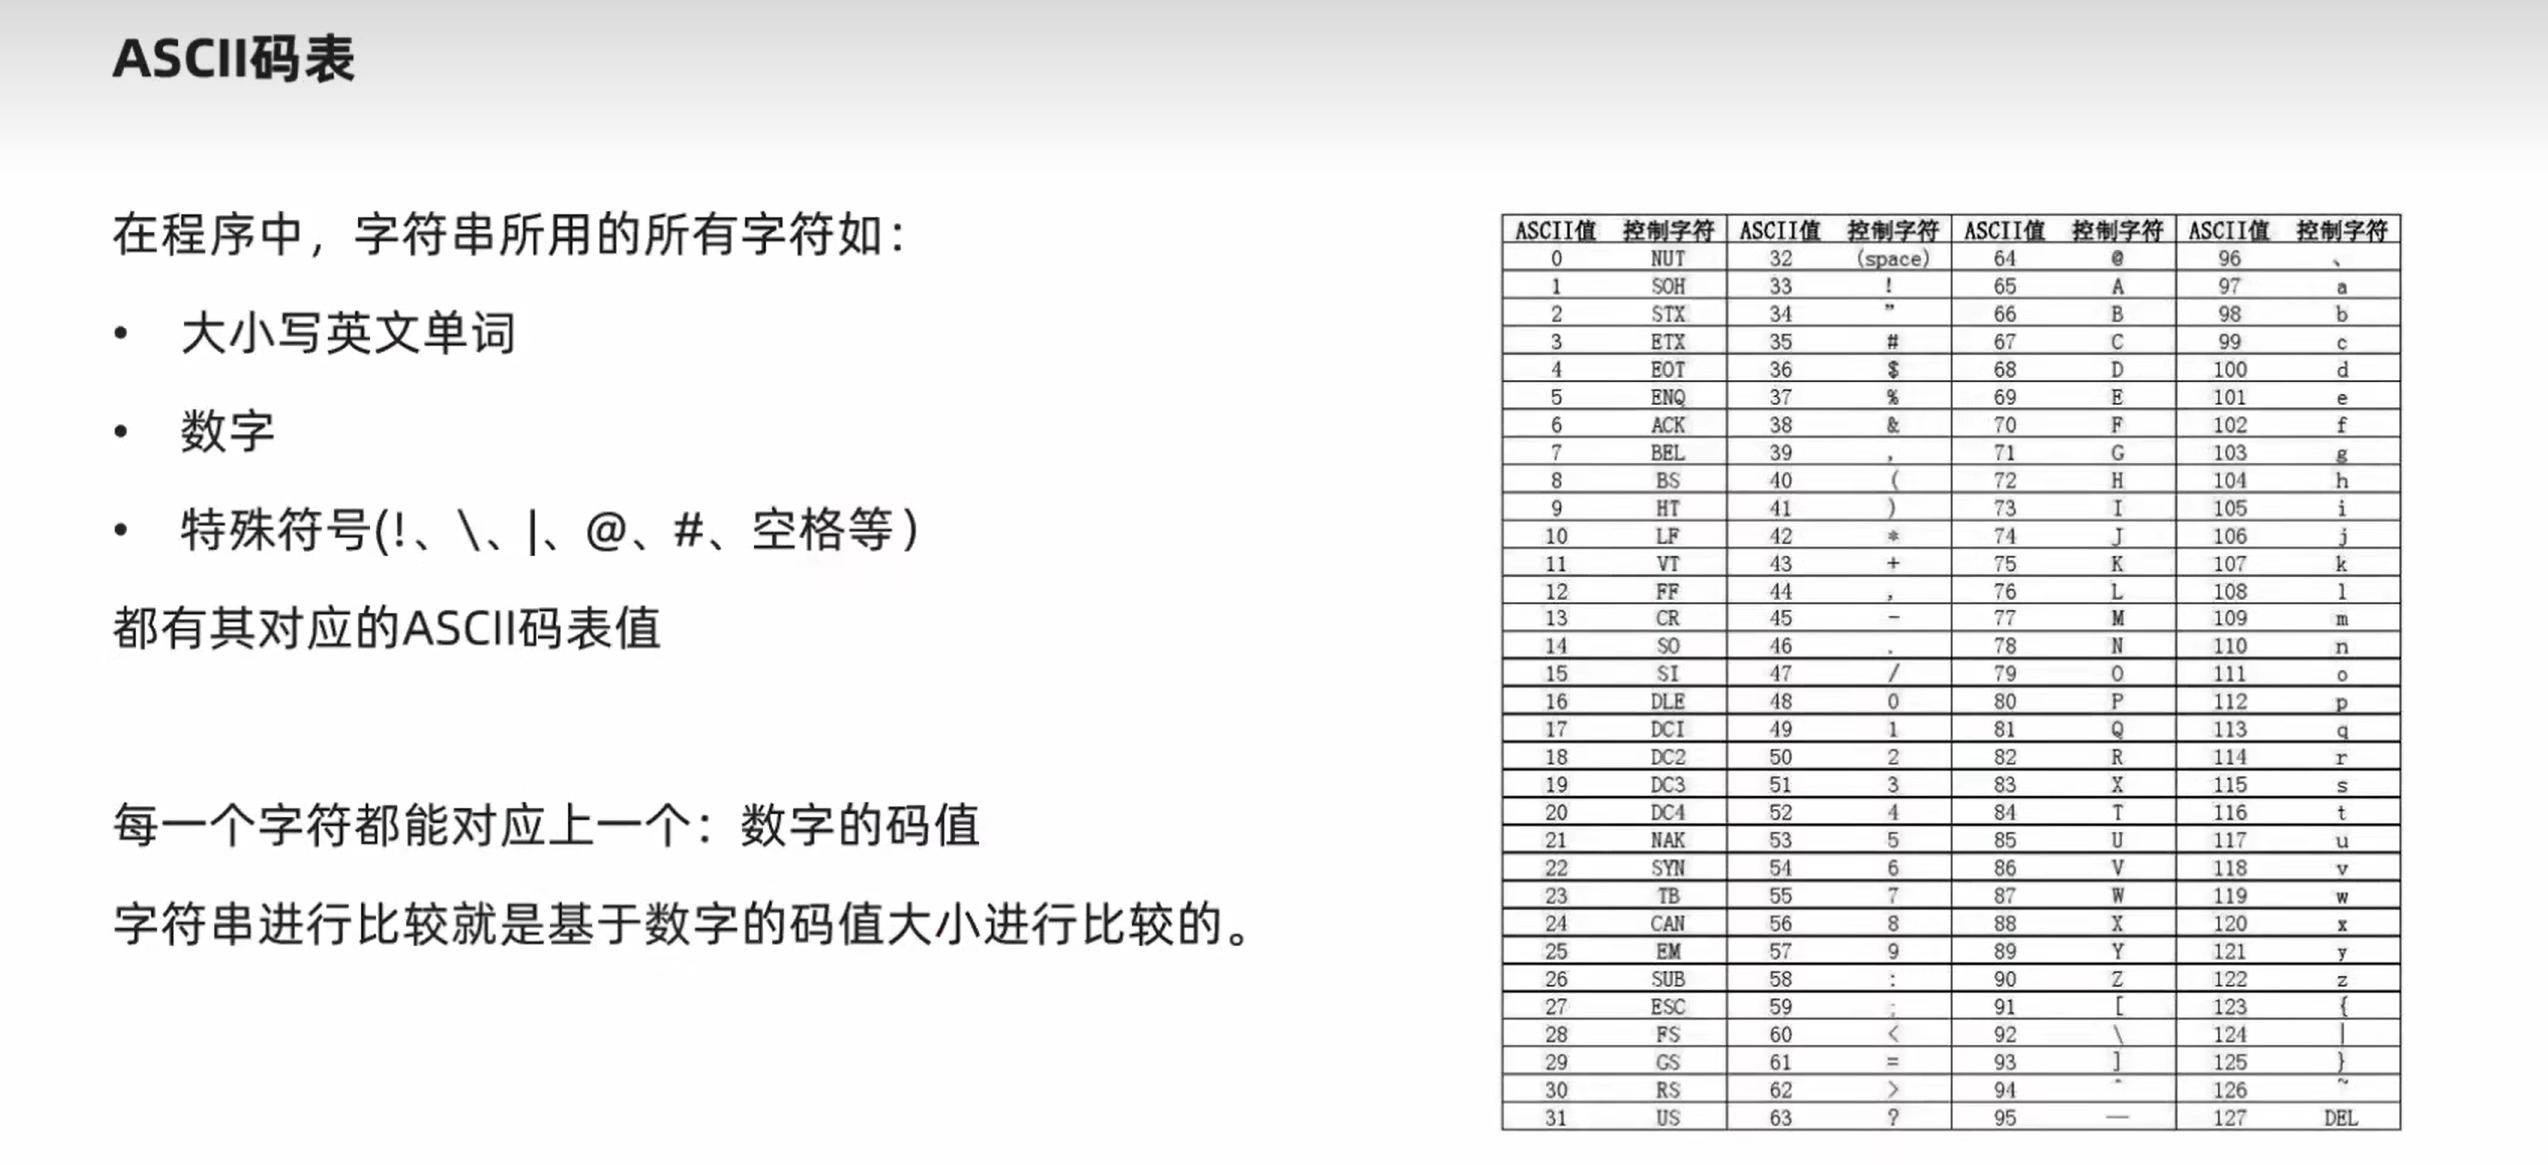 ASCII码表
在程序中，字符串所用的所有字符如：
• 大小写英文单词
• 数字
• 特殊符号(!、\、|、@、#、空格等）
都有其对应的ASCII码表值
每一个字符都能对应上一个：数字的码值
字符串进行比较就是基于数字的码值大小进行比较的。
ASCII值 控制字符 ASCII值 控制字符 ASCII值 控制字符 ASCII值 控制字符
0 NUT 32 (space) 64 @ 96 、
1 SOH 33 ! 65 A 97 a
2 STX 34 ” 66 B 98 b
3 ETX 35 # 67 C 99 c
4 EOT 36 $ 68 D 100 d
5 ENQ 37 % 69 E 101 e
6 ACK 38 & 70 F 102 f
7 BEL 39 , 71 G 103 g
8 BS 40 ( 72 H 104 h
9 HT 41 ) 73 I 105 i
10 LF 42 * 74 J 106 j
11 VT 43 + 75 K 107 k
12 FF 44 , 76 L 108 l
13 CR 45 - 77 M 109 m
14 SO 46 . 78 N 110 n
15 SI 47 / 79 O 111 o
16 DLE 48 0 80 P 112 p
17 DCI 49 1 81 Q 113 q
18 DC2 50 2 82 R 114 r
19 DC3 51 3 83 X 115 s
20 DC4 52 4 84 T 116 t
21 NAK 53 5 85 U 117 u
22 SYN 54 6 86 V 118 v
23 TB 55 7 87 W 119 w
24 CAN 56 8 88 X 120 x
25 EM 57 9 89 Y 121 y
26 SUB 58 : 90 Z 122 z
27 ESC 59 ; 91 [ 123 {
28 FS 60 < 92 \ 124 |
29 GS 61 = 93 ] 125 }
30 RS 62 > 94 ^ 126 ~
31 US 63 ? 95 — 127 DEL